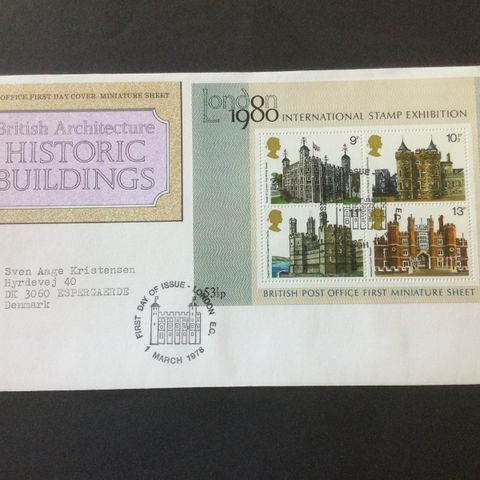 OFFICE FIRST DAY COVER · MINIATURE SHEET
British Architecture
HISTORIC
BUILDINGS
London
1980 INTERNATIONAL STAMP EXHIBITION
9P
10½P
11P
13P
53½p
BRITISH POST OFFICE FIRST MINIATURE SHEET
Sven Aage Kristensen
Hyrdevej 40
DK 3060 ESPERGAERDE
Denmark
FIRST DAY OF ISSUE - LONDON E.C.
1 MARCH 1978